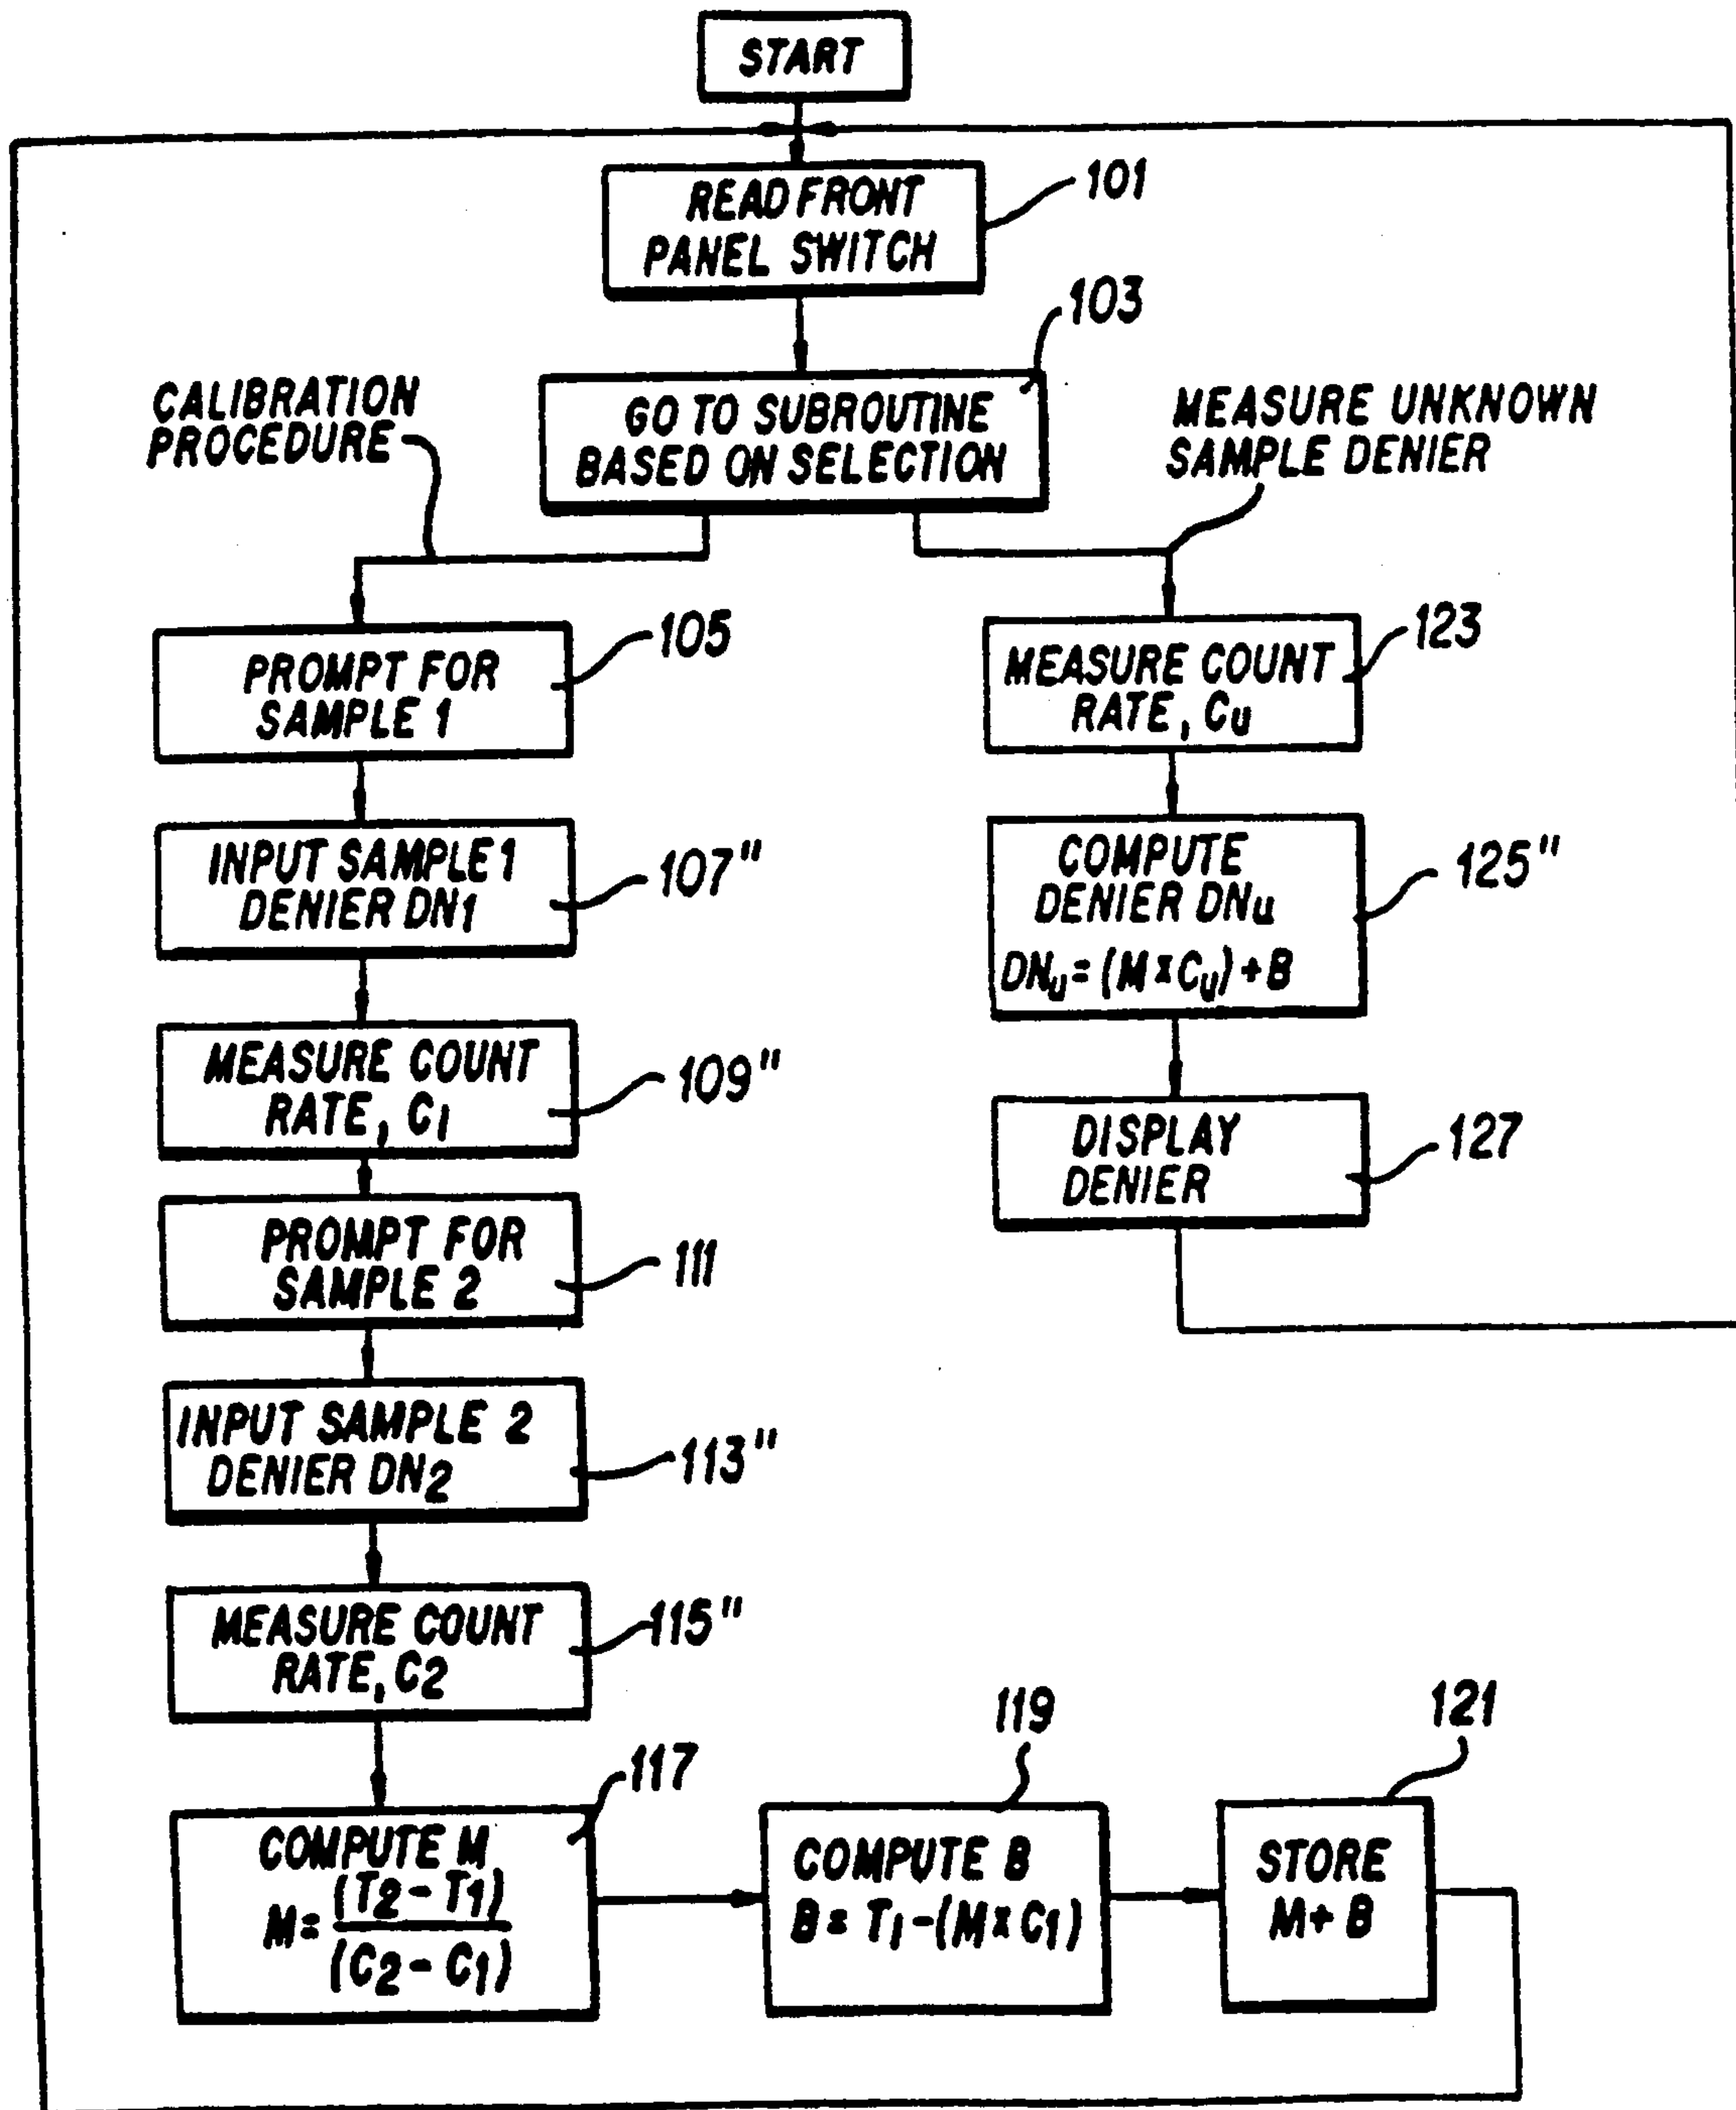 START
READ FRONT
PANEL SWITCH
101
GO TO SUBROUTINE
BASED ON SELECTION
103
CALIBRATION
PROCEDURE
MEASURE UNKNOWN
SAMPLE DENIER
PROMPT FOR
SAMPLE 1
105
INPUT SAMPLE 1
DENIER DN1
107"
MEASURE COUNT
RATE, C1
109"
PROMPT FOR
SAMPLE 2
111
INPUT SAMPLE 2
DENIER DN2
113"
MEASURE COUNT
RATE, C2
115"
COMPUTE M
M = (T2 - T1) / (C2 - C1)
117
COMPUTE B
B = T1 - (M x C1)
119
STORE
M + B
121
MEASURE COUNT
RATE, Cu
123
COMPUTE
DENIER DNu
DNu = (M x Cu) + B
125"
DISPLAY
DENIER
127